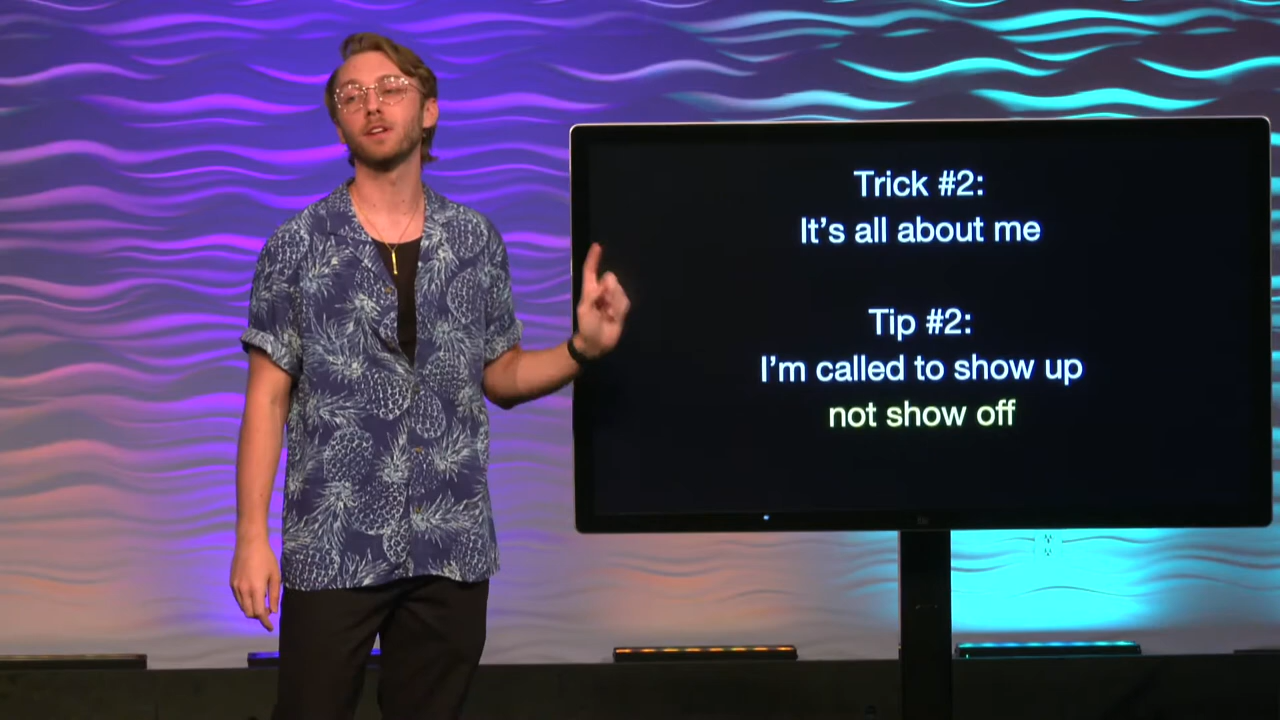 Trick #2:
It’s all about me
Tip #2:
I’m called to show up
not show off